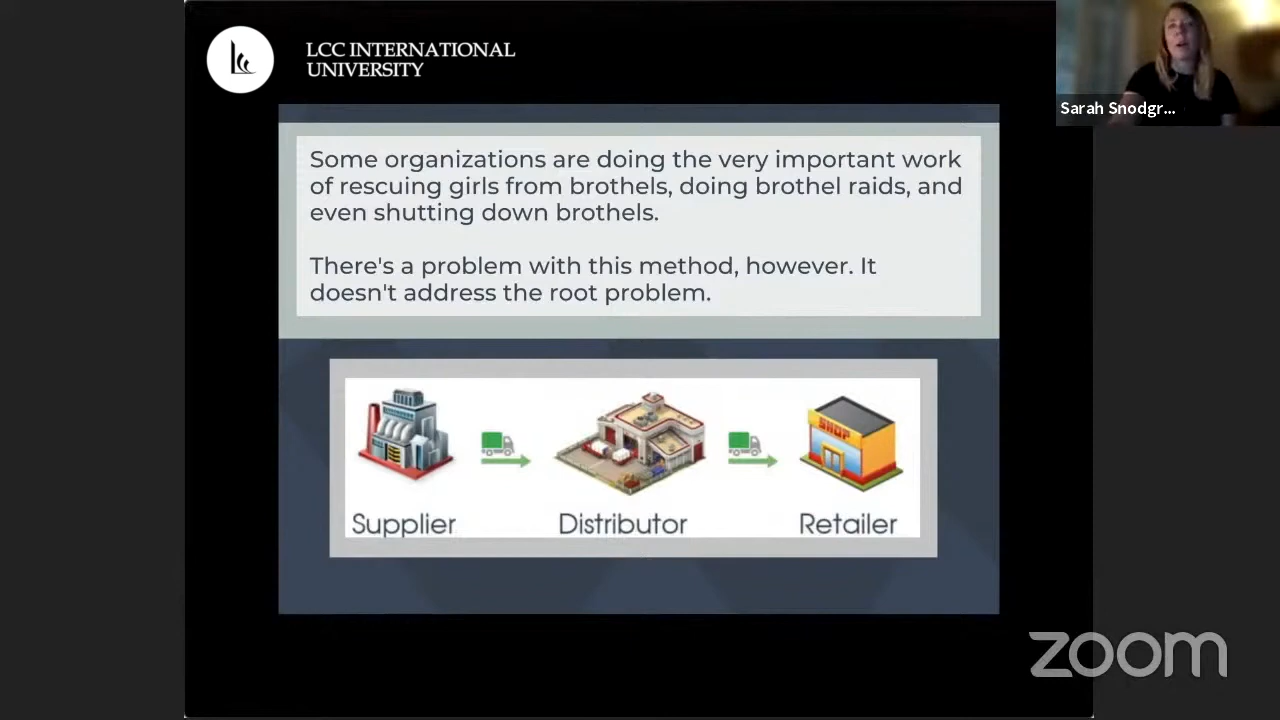 LCC INTERNATIONAL
UNIVERSITY
Sarah Snodgr...
Some organizations are doing the very important work
of rescuing girls from brothels, doing brothel raids, and
even shutting down brothels.
There's a problem with this method, however. It
doesn't address the root problem.
SHOP
Supplier
Distributor
Retailer
zoom